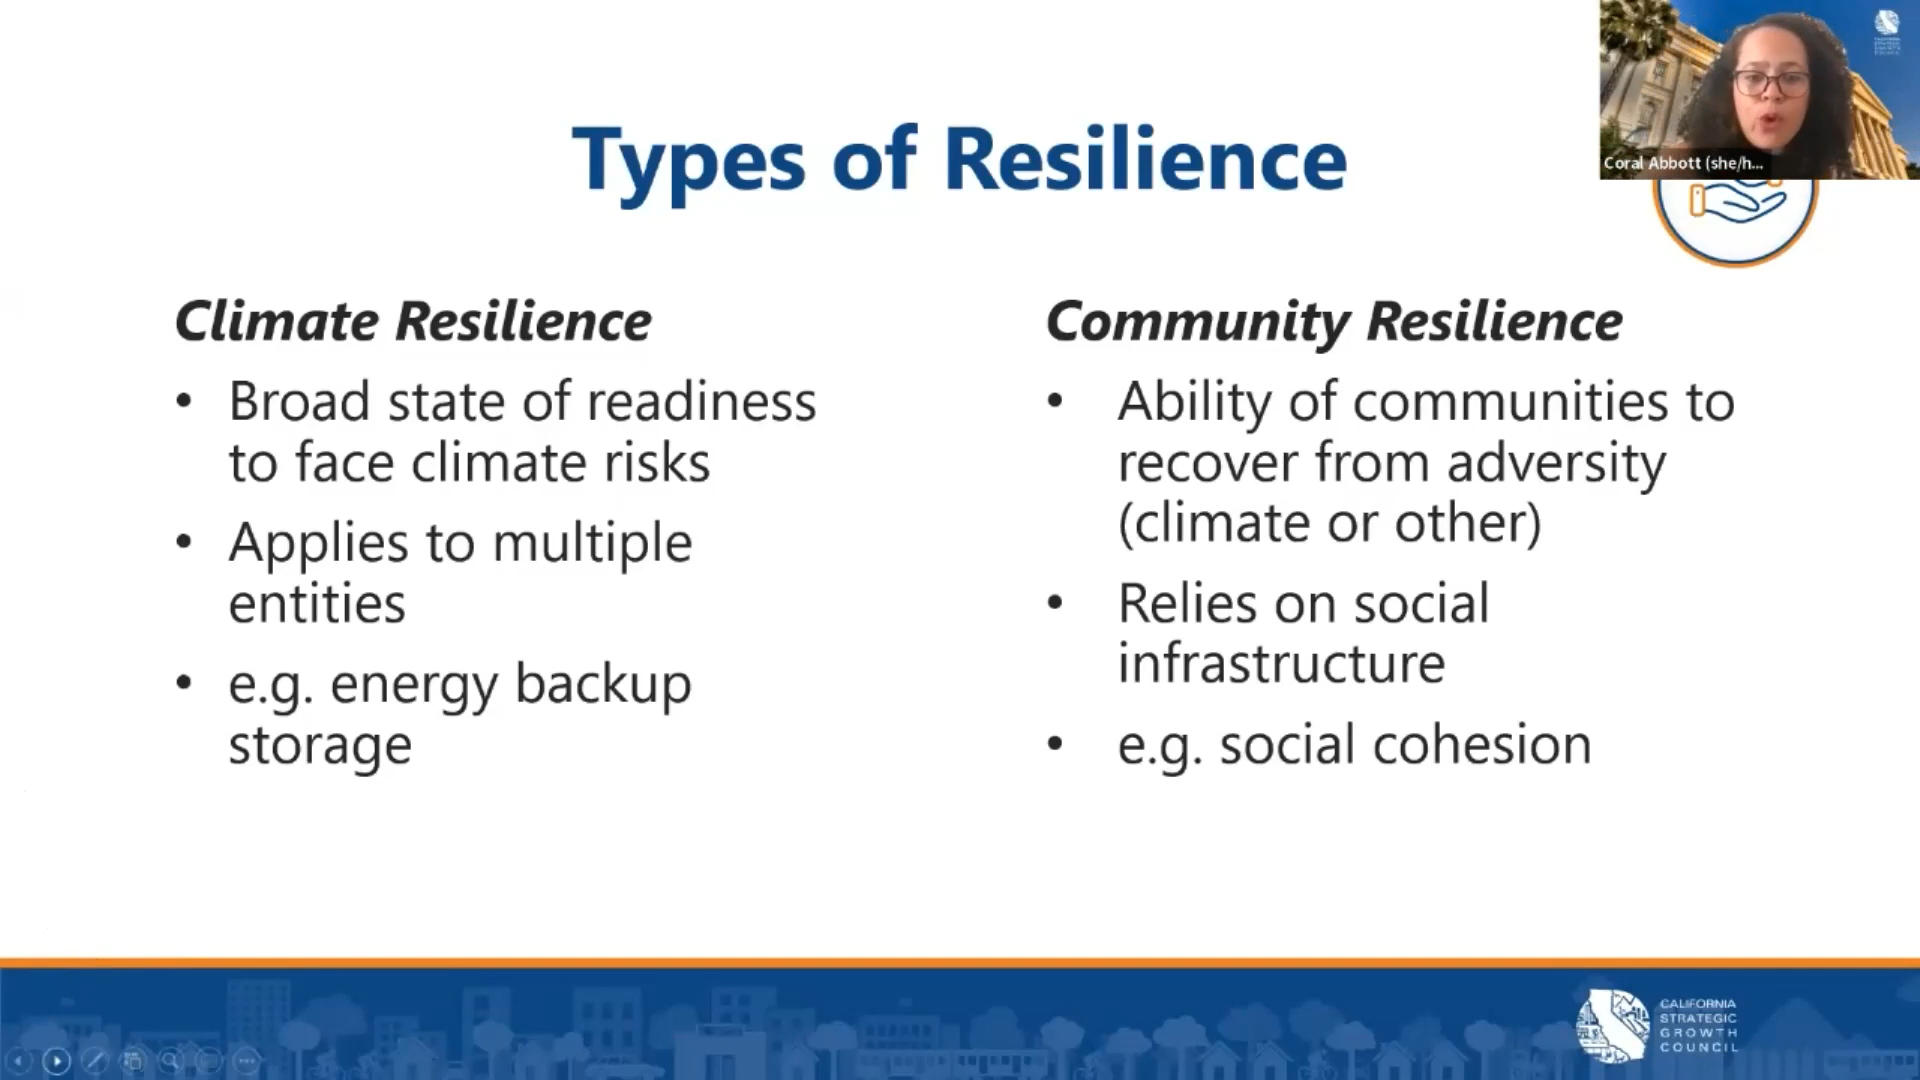 Types of Resilience
Coral Abbott (she/h...
Climate Resilience
• Broad state of readiness
to face climate risks
• Applies to multiple
entities
• e.g. energy backup
storage
Community Resilience
• Ability of communities to
recover from adversity
(climate or other)
• Relies on social
infrastructure
• e.g. social cohesion
CALIFORNIA
STRATEGIC
GROWTH
COUNCIL